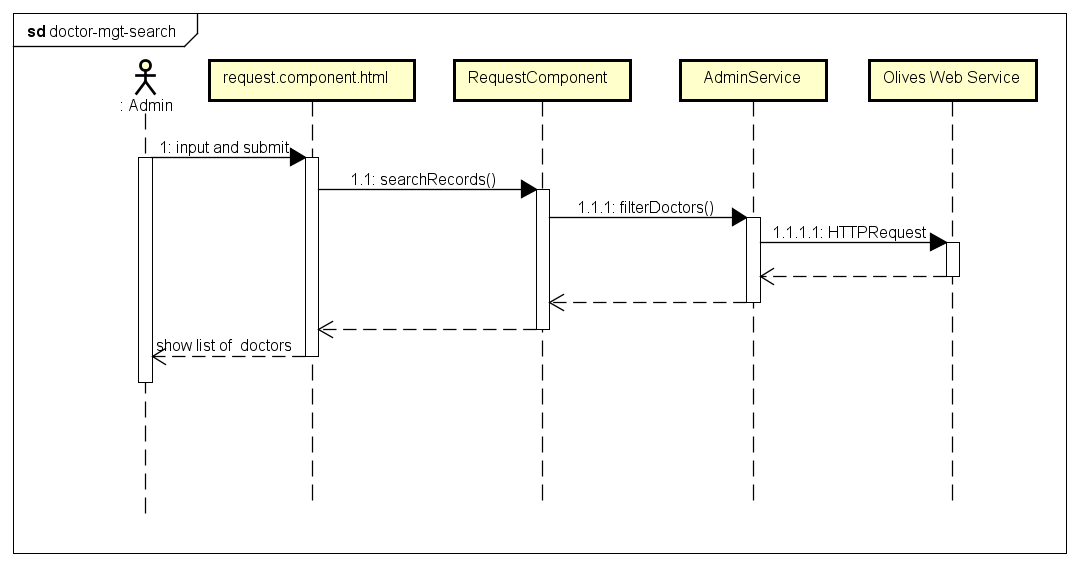 sd doctor-mgt-search
: Admin
request.component.html
RequestComponent
AdminService
Olives Web Service
1: input and submit
1.1: searchRecords()
1.1.1: filterDoctors()
1.1.1.1: HTTPRequest
show list of  doctors